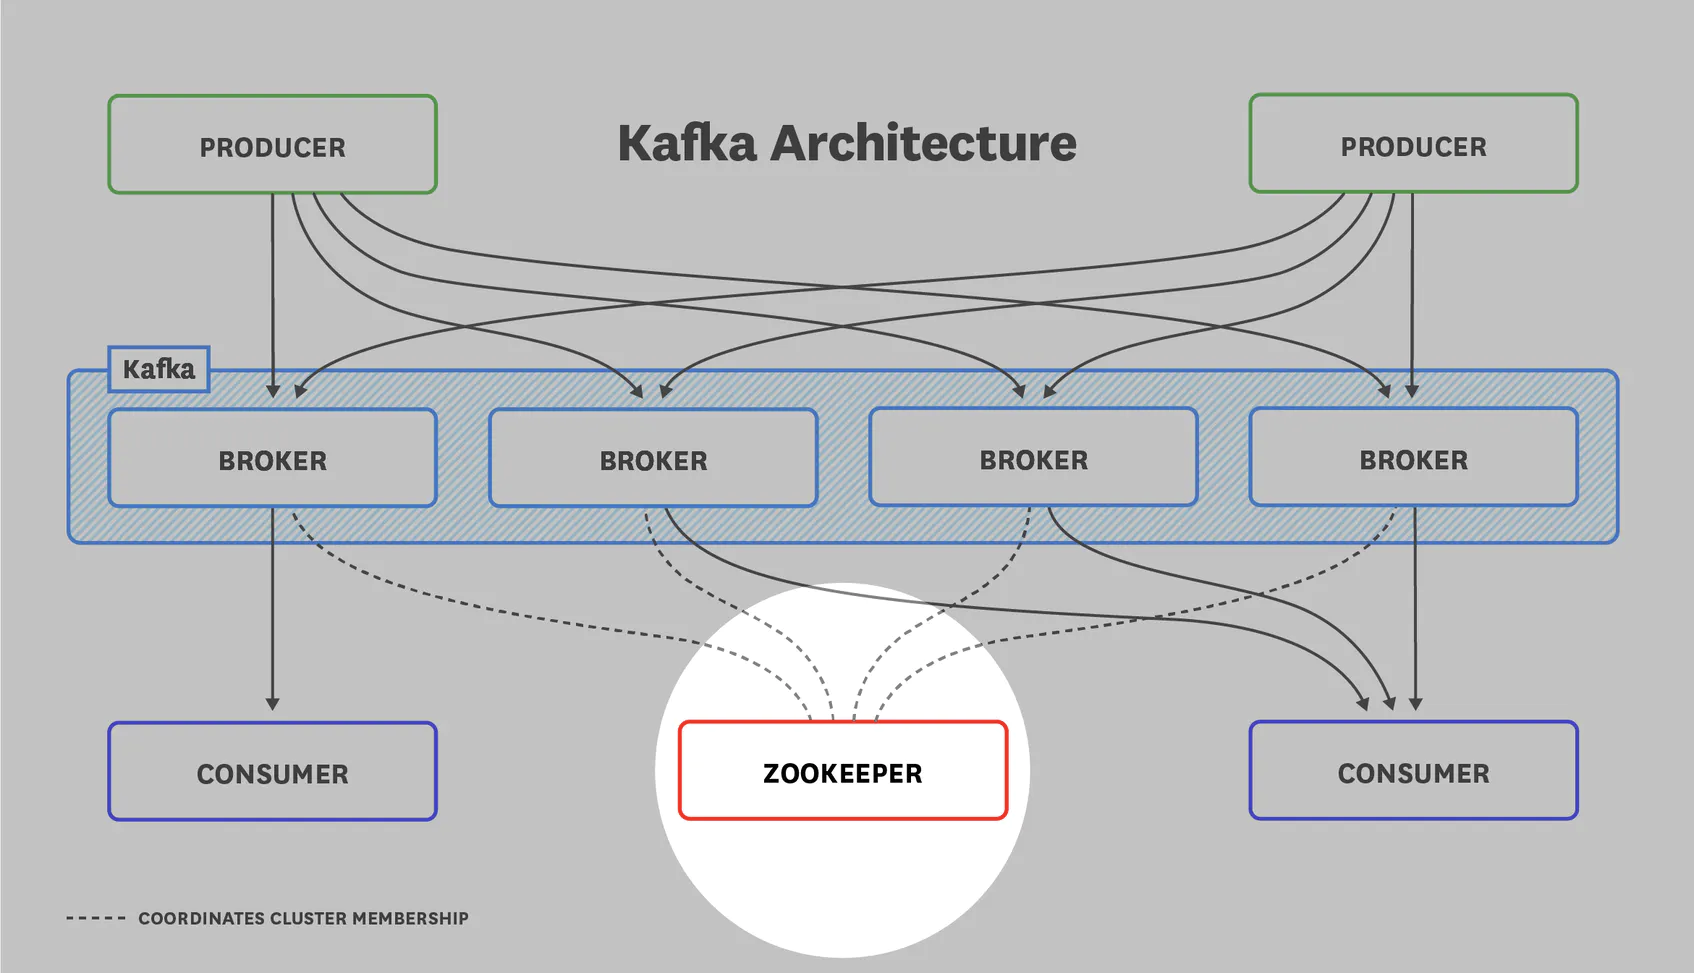 PRODUCER
Kafka Architecture
PRODUCER
Kafka
BROKER
BROKER
BROKER
BROKER
CONSUMER
ZOOKEEPER
CONSUMER
COORDINATES CLUSTER MEMBERSHIP